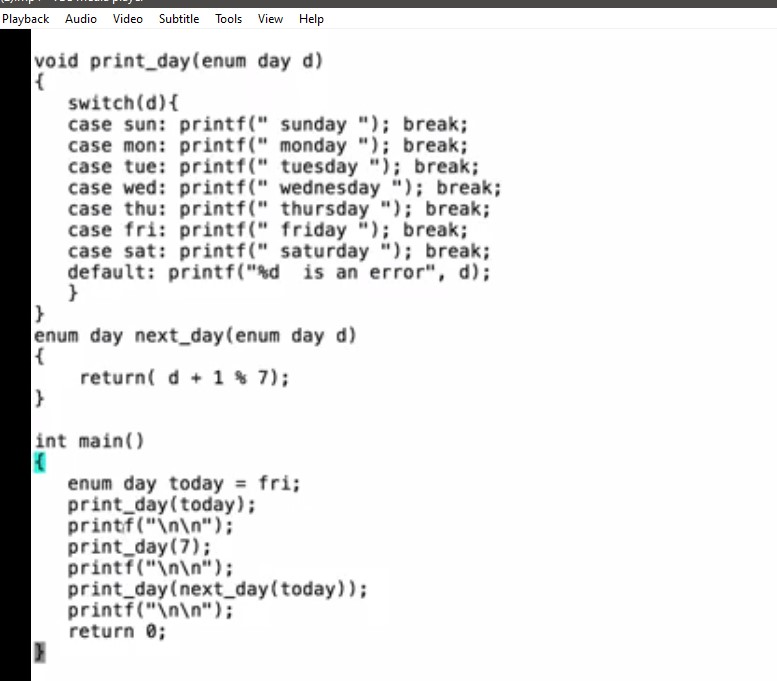 Playback Audio Video Subtitle Tools View Help
void print_day(enum day d)
{
   switch(d){
   case sun: printf(" sunday "); break;
   case mon: printf(" monday "); break;
   case tue: printf(" tuesday "); break;
   case wed: printf(" wednesday "); break;
   case thu: printf(" thursday "); break;
   case fri: printf(" friday "); break;
   case sat: printf(" saturday "); break;
   default: printf("%d  is an error", d);
   }
}
enum day next_day(enum day d)
{
    return( d + 1 % 7);
}

int main()
{
   enum day today = fri;
   print_day(today);
   printf("\n\n");
   print_day(7);
   printf("\n\n");
   print_day(next_day(today));
   printf("\n\n");
   return 0;
}